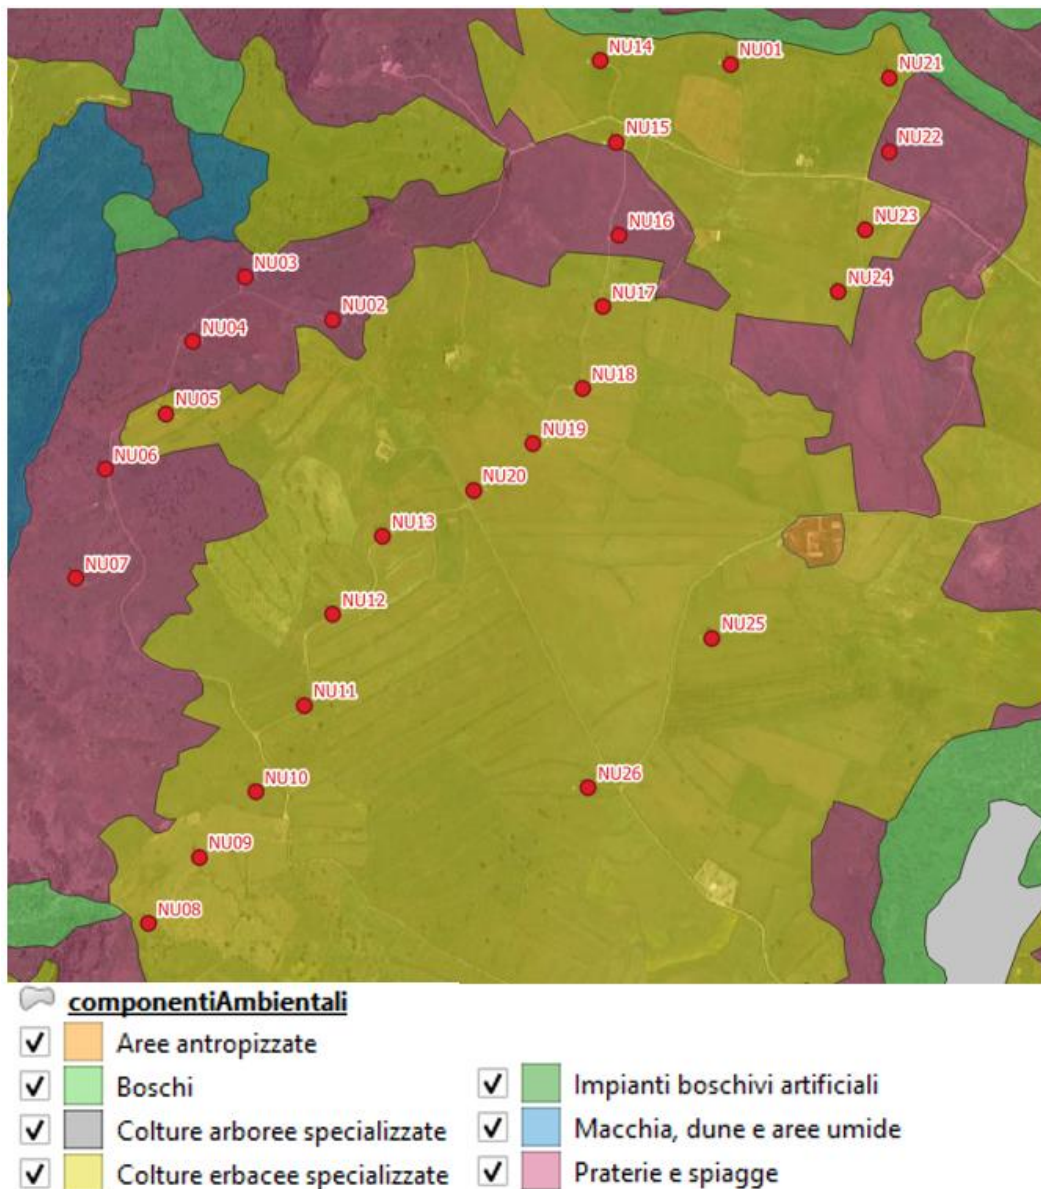 NU14
NU01
NU21
NU15
NU22
NU23
NU16
NU03
NU24
NU17
NU02
NU04
NU18
NU05
NU19
NU06
NU20
NU13
NU07
NU12
NU25
NU11
NU10
NU26
NU09
NU08
componentiAmbientali
Aree antropizzate
Boschi
Colture arboree specializzate
Colture erbacee specializzate
Impianti boschivi artificiali
Macchia, dune e aree umide
Praterie e spiagge